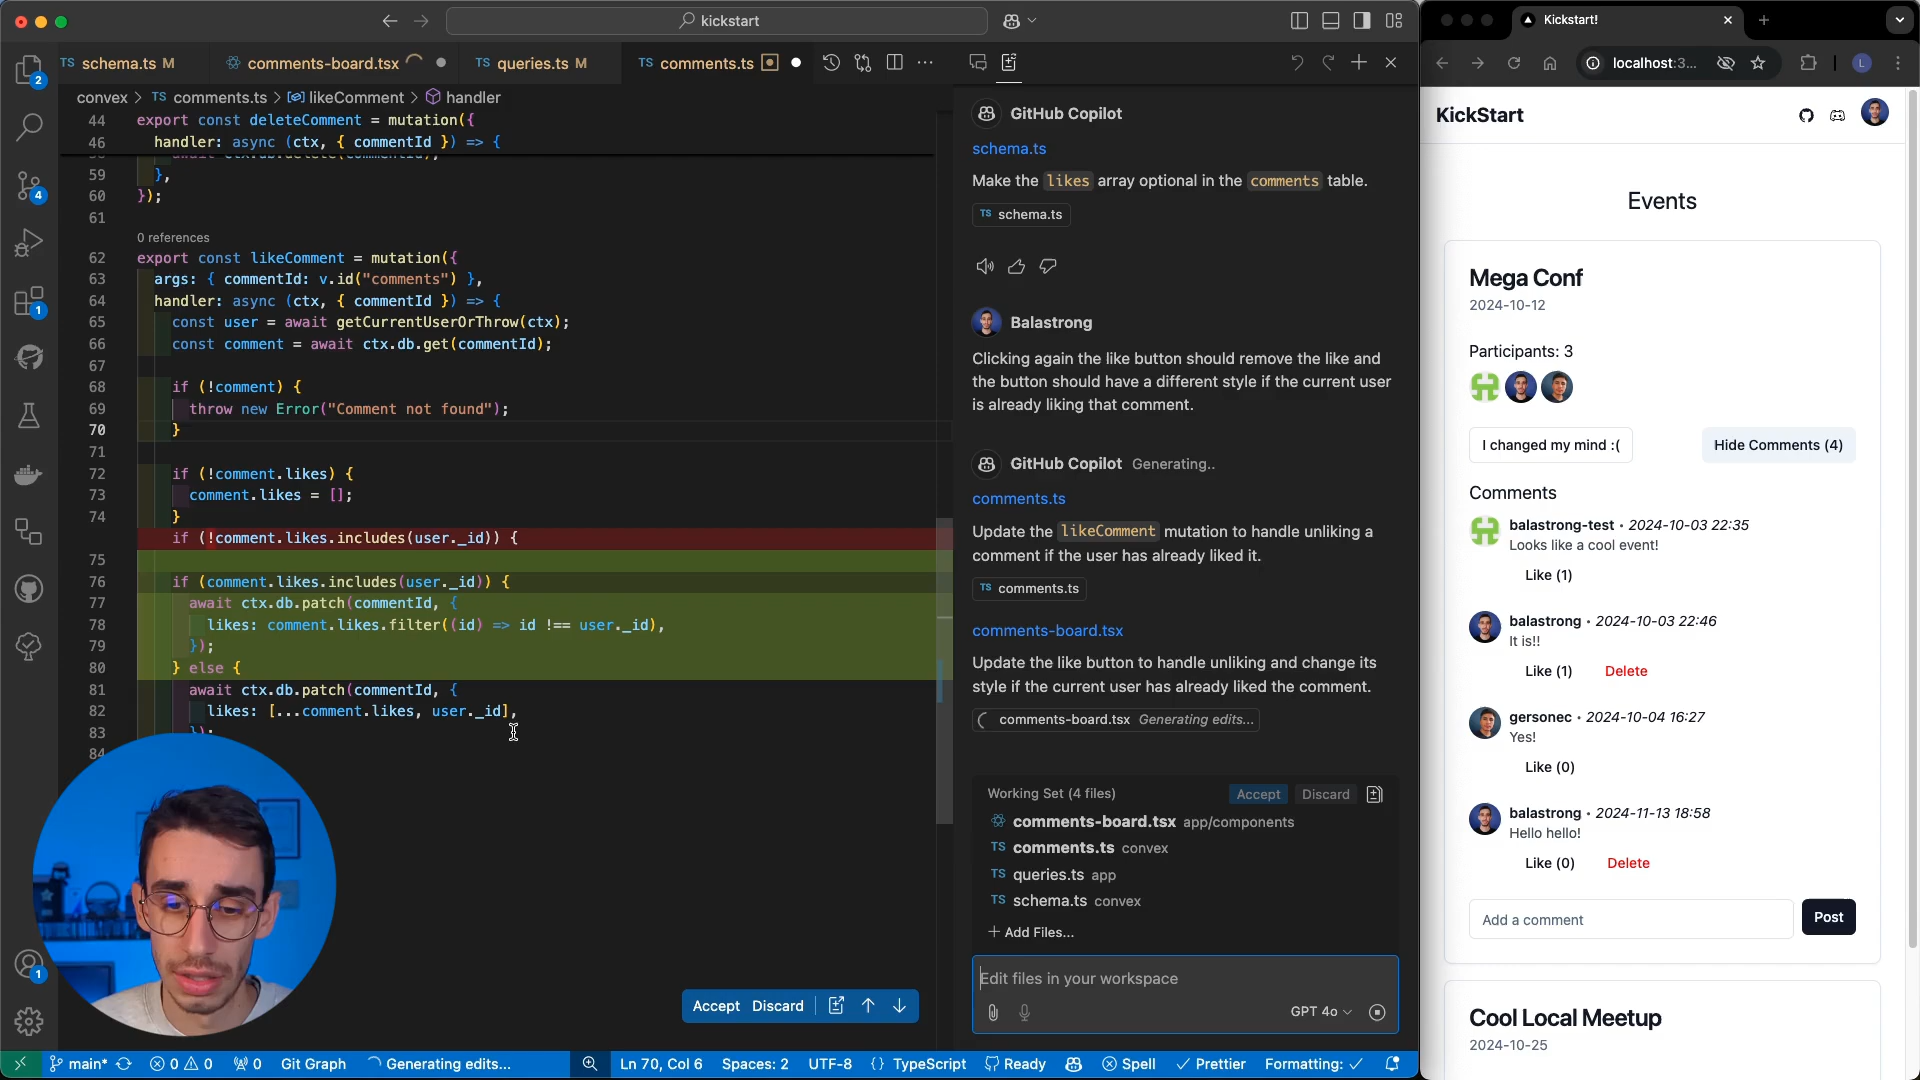 kickstart
TS schema.ts M
comments-board.tsx
TS queries.ts M
TS comments.ts
convex > TS comments.ts > likeComment > handler
44 export const deleteComment = mutation({
46 handler: async (ctx, { commentId }) => {
59 },
60 });
61
0 references
62 export const likeComment = mutation({
63 args: { commentId: v.id("comments") },
64 handler: async (ctx, { commentId }) => {
65 const user = await getCurrentUserOrThrow(ctx);
66 const comment = await ctx.db.get(commentId);
67
68 if (!comment) {
69 throw new Error("Comment not found");
70 }
71
72 if (!comment.likes) {
73 comment.likes = [];
74 }
if (!comment.likes.includes(user._id)) {
75
76 if (comment.likes.includes(user._id)) {
77 await ctx.db.patch(commentId, {
78 likes: comment.likes.filter((id) => id !== user._id),
79 });
80 } else {
81 await ctx.db.patch(commentId, {
82 likes: [...comment.likes, user._id],
83 });
84
Accept Discard
GitHub Copilot
schema.ts
Make the likes array optional in the comments table.
TS schema.ts
Balastrong
Clicking again the like button should remove the like and
the button should have a different style if the current user
is already liking that comment.
GitHub Copilot Generating..
comments.ts
Update the likeComment mutation to handle unliking a
comment if the user has already liked it.
TS comments.ts
comments-board.tsx
Update the like button to handle unliking and change its
style if the current user has already liked the comment.
comments-board.tsx Generating edits...
Working Set (4 files) Accept Discard
comments-board.tsx app/components
TS comments.ts convex
TS queries.ts app
TS schema.ts convex
+ Add Files...
Edit files in your workspace
GPT 4o
2
4
1
1
main* 0 0 0 Git Graph Generating edits... Ln 70, Col 6 Spaces: 2 UTF-8 {} TypeScript Ready Spell Prettier Formatting:
Kickstart!
localhost:3...
L
KickStart
Events
Mega Conf
2024-10-12
Participants: 3
I changed my mind :(
Hide Comments (4)
Comments
balastrong-test • 2024-10-03 22:35
Looks like a cool event!
Like (1)
balastrong • 2024-10-03 22:46
It is!!
Like (1) Delete
gersonec • 2024-10-04 16:27
Yes!
Like (0)
balastrong • 2024-11-13 18:58
Hello hello!
Like (0) Delete
Add a comment
Post
Cool Local Meetup
2024-10-25